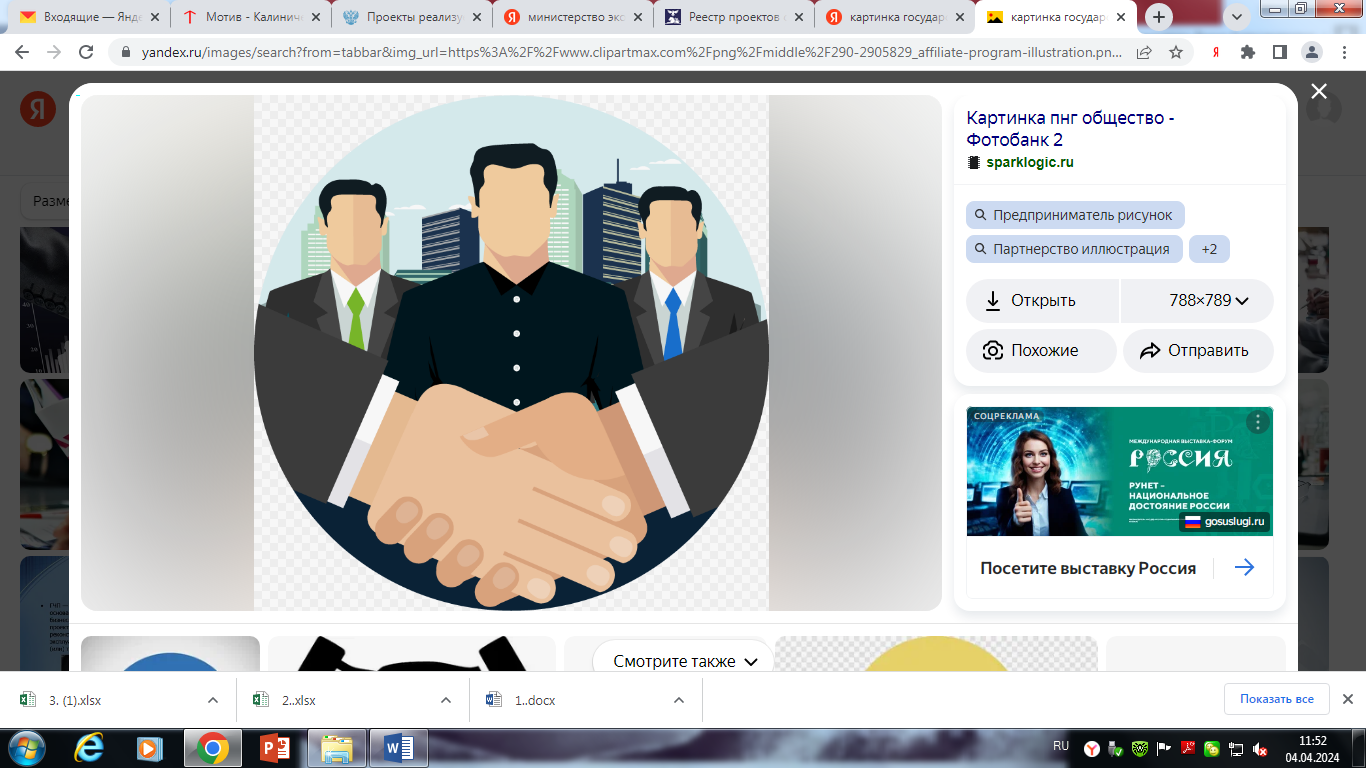 Входящие — Янде
Мотив - Калинич
Проекты реализу
министерство эко
Реестр проектов
картинка государ
картинка государ
yandex.ru/images/search?from=tabbar&img_url=https%3A%2F%2Fwww.clipartmax.com%2Fpng%2Fmiddle%2F290-2905829_affiliate-program-illustration.pn...
Я
Разме
Картинка пнг общество -
Фотобанк 2
sparklogic.ru
Предприниматель рисунок
Партнерство иллюстрация
+2
Открыть
788×789
Похожие
Отправить
СОЦРЕКЛАМА
МЕЖДУНАРОДНАЯ ВЫСТАВКА-ФОРУМ
РОССИЯ
РУНЕТ –
НАЦИОНАЛЬНОЕ
ДОСТОЯНИЕ РОССИИ
gosuslugi.ru
Посетите выставку Россия
Смотрите также
3. (1).xlsx
2..xlsx
1..docx
Показать все
RU
11:52
04.04.2024